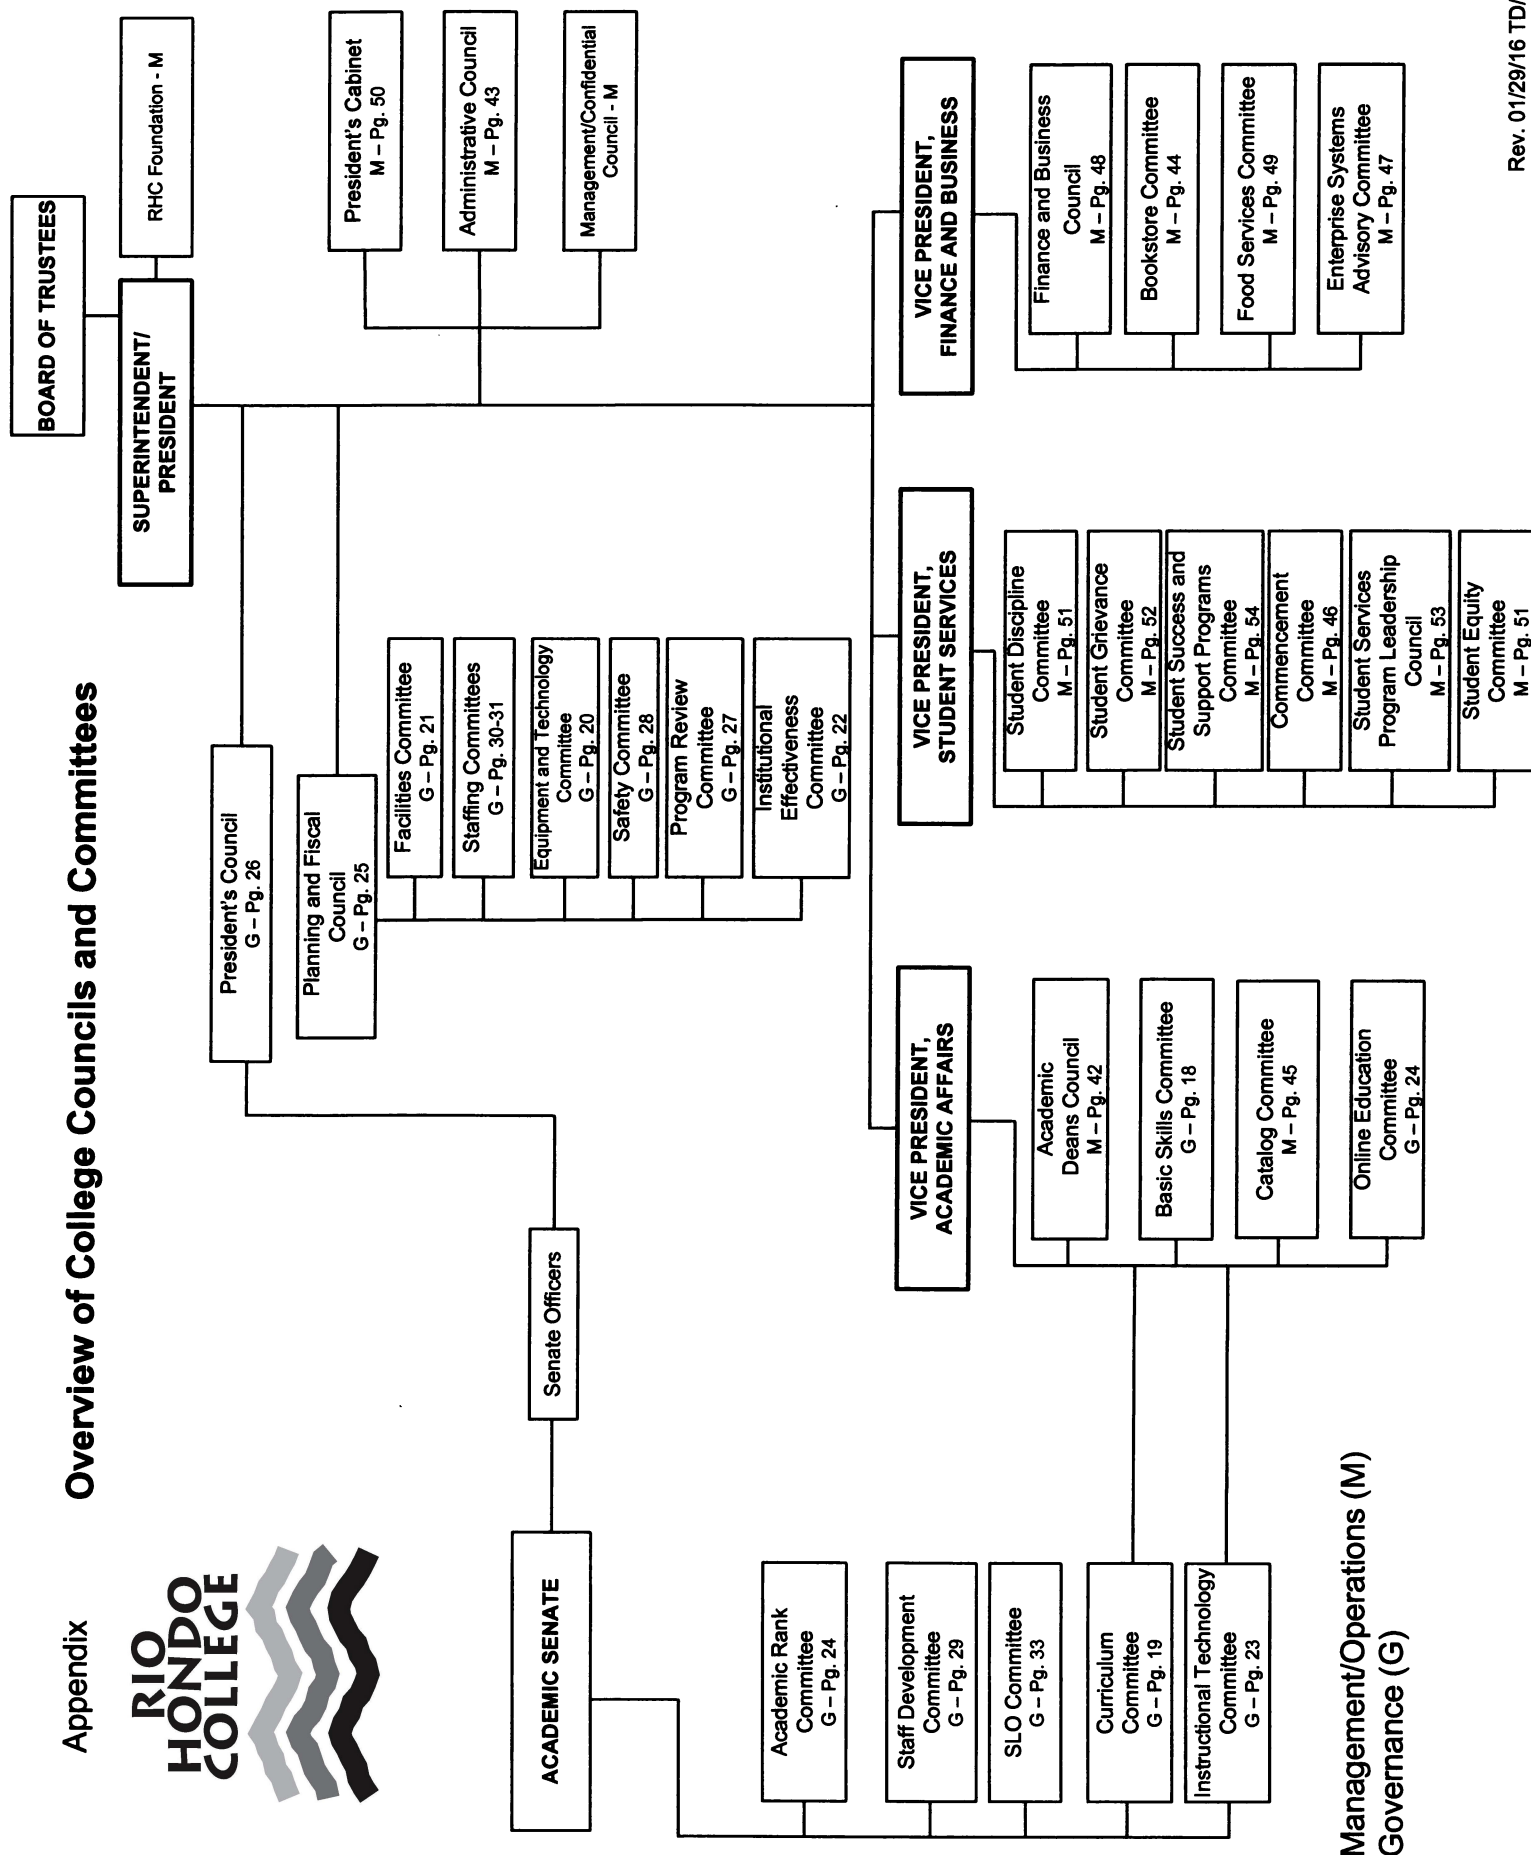 Appendix
RIO
HONDO
COLLEGE
Overview of College Councils and Committees
BOARD OF TRUSTEES
SUPERINTENDENT/
PRESIDENT
RHC Foundation - M
President's Council
G – Pg. 26
Planning and Fiscal
Council
G – Pg. 25
President's Cabinet
M – Pg. 50
Administrative Council
M – Pg. 43
Management/Confidential
Council - M
Facilities Committee
G – Pg. 21
Staffing Committees
G – Pg. 30-31
Equipment and Technology
Committee
G – Pg. 20
Safety Committee
G – Pg. 28
Program Review
Committee
G – Pg. 27
Institutional
Effectiveness
Committee
G – Pg. 22
Senate Officers
ACADEMIC SENATE
Academic Rank
Committee
G – Pg. 24
Staff Development
Committee
G – Pg. 29
SLO Committee
G – Pg. 33
Curriculum
Committee
G – Pg. 19
Instructional Technology
Committee
G – Pg. 23
VICE PRESIDENT,
ACADEMIC AFFAIRS
Academic
Deans Council
M – Pg. 42
Basic Skills Committee
G – Pg. 18
Catalog Committee
M – Pg. 45
Online Education
Committee
G – Pg. 24
VICE PRESIDENT,
STUDENT SERVICES
Student Discipline
Committee
M – Pg. 51
Student Grievance
Committee
M – Pg. 52
Student Success and
Support Programs
Committee
M – Pg. 54
Commencement
Committee
M – Pg. 46
Student Services
Program Leadership
Council
M – Pg. 53
Student Equity
Committee
M – Pg. 51
VICE PRESIDENT,
FINANCE AND BUSINESS
Finance and Business
Council
M – Pg. 48
Bookstore Committee
M – Pg. 44
Food Services Committee
M – Pg. 49
Enterprise Systems
Advisory Committee
M – Pg. 47
Management/Operations (M)
Governance (G)
Rev. 01/29/16 TD/